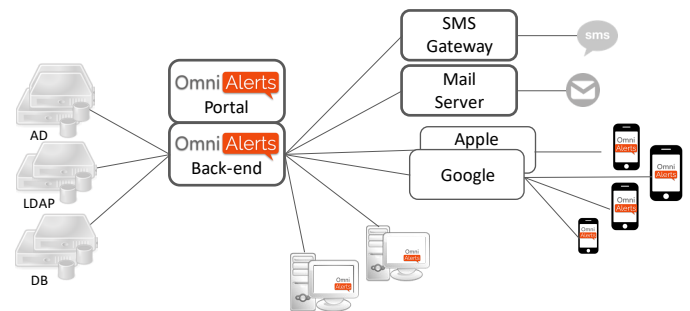 SMS
Gateway
sms
Omni Alerts
Portal
Mail
Server
AD
Omni Alerts
Back-end
Apple
Google
Omni
Alerts
Omni
Alerts
Omni
Alerts
Omni
Alerts
LDAP
DB
Omni
Alerts
Omni
Alerts